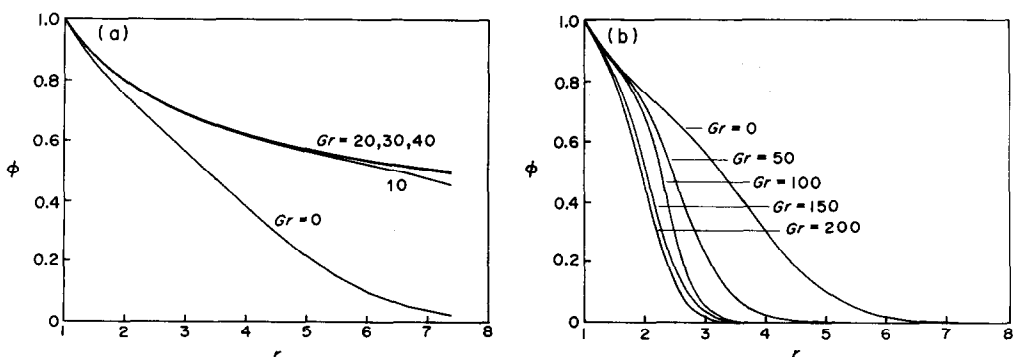 (a)
1.0
0.8
0.6
0.4
0.2
0
ϕ
Gr = 20,30,40
10
Gr = 0
1 2 3 4 5 6 7 8
r
(b)
1.0
0.8
0.6
0.4
0.2
0
ϕ
Gr = 0
Gr = 50
Gr = 100
Gr = 150
Gr = 200
1 2 3 4 5 6 7 8
r